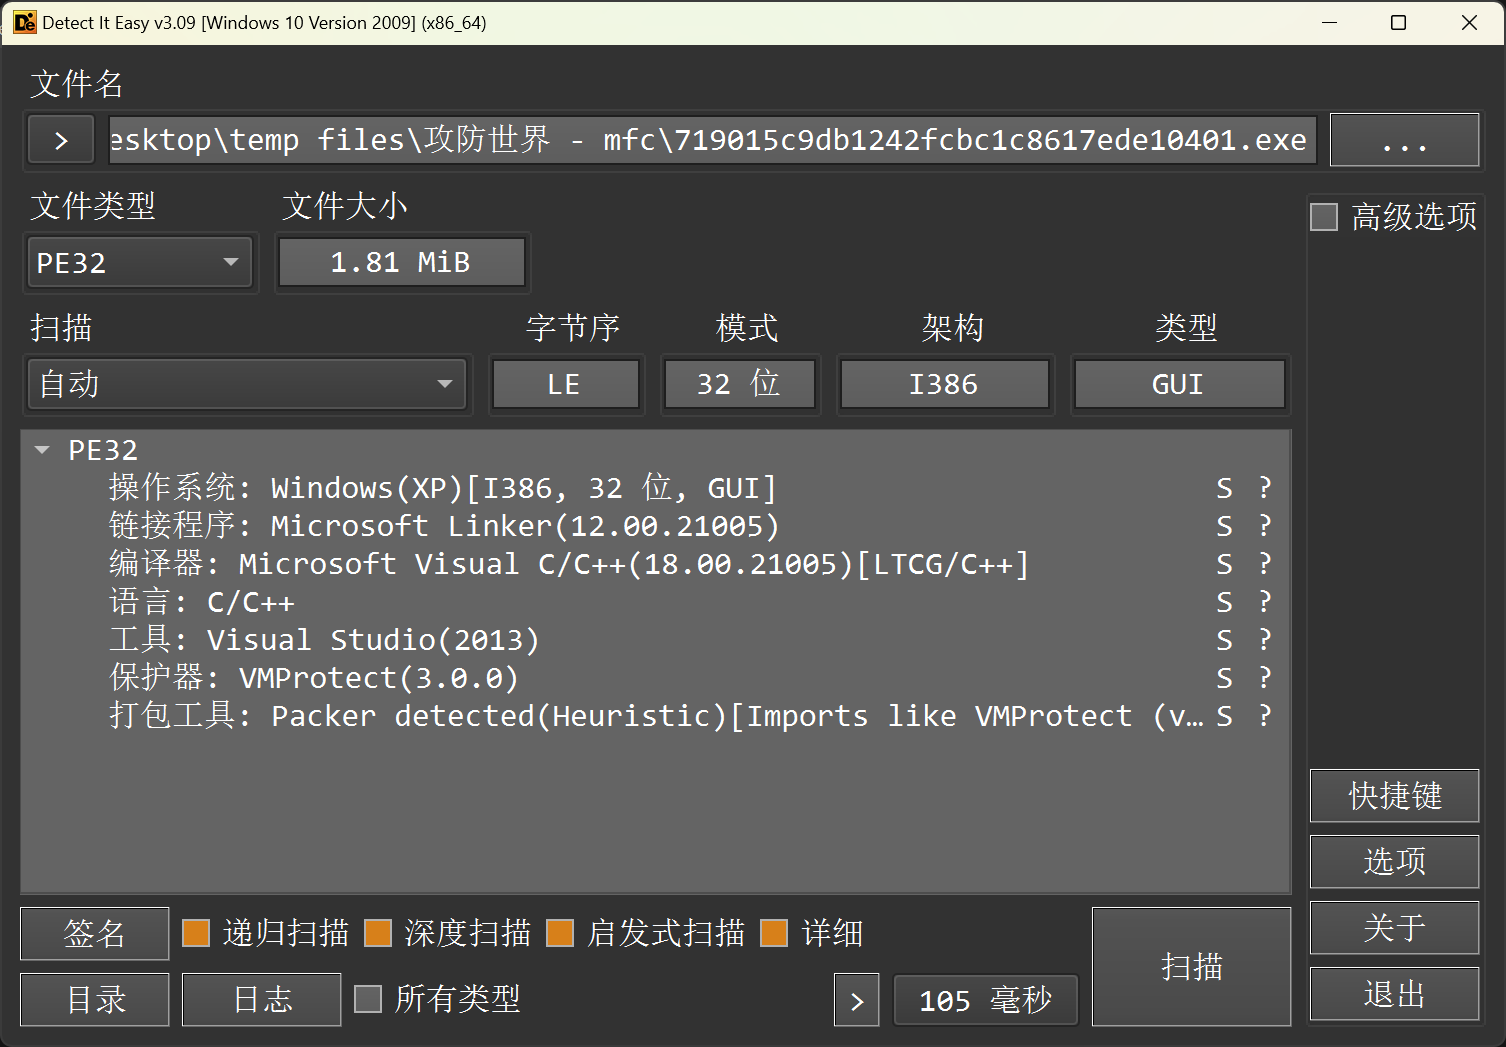 Detect It Easy v3.09 [Windows 10 Version 2009] (x86_64)
文件名
> esktop\temp files\攻防世界 - mfc\719015c9db1242fcbc1c8617ede10401.exe ...
文件类型 文件大小
高级选项
PE32 1.81 MiB
扫描 字节序 模式 架构 类型
自动 LE 32 位 I386 GUI
PE32
操作系统: Windows(XP)[I386, 32 位, GUI] S ?
链接程序: Microsoft Linker(12.00.21005) S ?
编译器: Microsoft Visual C/C++(18.00.21005)[LTCG/C++] S ?
语言: C/C++ S ?
工具: Visual Studio(2013) S ?
保护器: VMProtect(3.0.0) S ?
打包工具: Packer detected(Heuristic)[Imports like VMProtect (v... S ?
快捷键
选项
签名 递归扫描 深度扫描 启发式扫描 详细
关于
扫描
目录 日志 所有类型 > 105 毫秒
退出